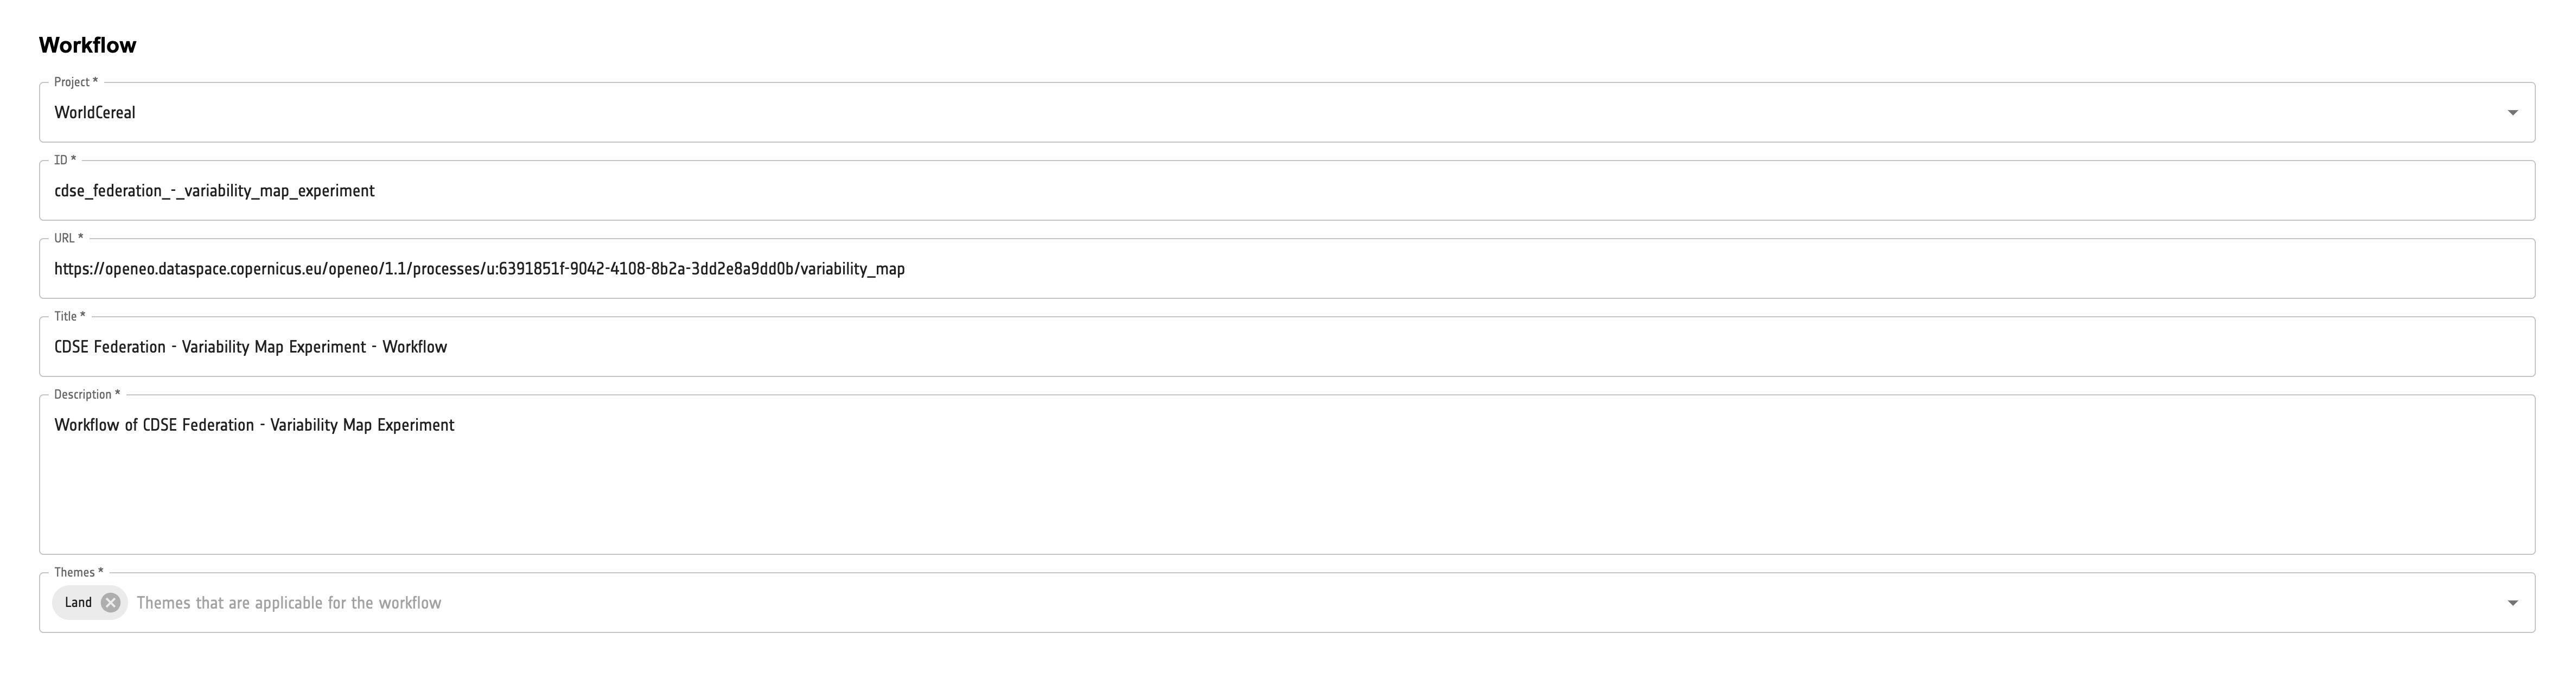 Workflow
Project *
WorldCereal
ID *
cdse_federation_-_variability_map_experiment
URL *
https://openeo.dataspace.copernicus.eu/openeo/1.1/processes/u:6391851f-9042-4108-8b2a-3dd2e8a9dd0b/variability_map
Title *
CDSE Federation - Variability Map Experiment - Workflow
Description *
Workflow of CDSE Federation - Variability Map Experiment
Themes *
Land Themes that are applicable for the workflow